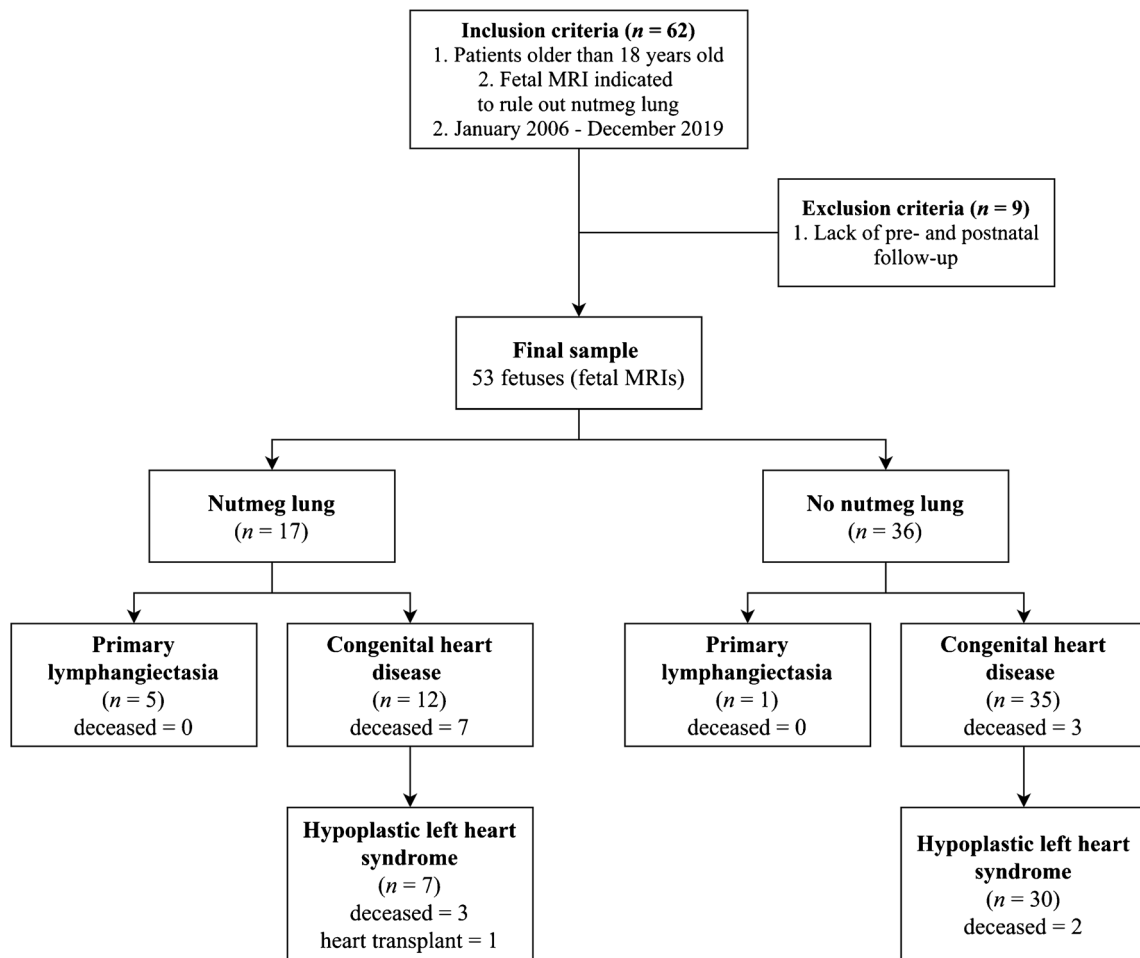 Inclusion criteria (n = 62)
1. Patients older than 18 years old
2. Fetal MRI indicated
to rule out nutmeg lung
2. January 2006 - December 2019
Exclusion criteria (n = 9)
1. Lack of pre- and postnatal
follow-up
Final sample
53 fetuses (fetal MRIs)
Nutmeg lung
(n = 17)
No nutmeg lung
(n = 36)
Primary
lymphangiectasia
(n = 5)
deceased = 0
Congenital heart
disease
(n = 12)
deceased = 7
Primary
lymphangiectasia
(n = 1)
deceased = 0
Congenital heart
disease
(n = 35)
deceased = 3
Hypoplastic left heart
syndrome
(n = 7)
deceased = 3
heart transplant = 1
Hypoplastic left heart
syndrome
(n = 30)
deceased = 2